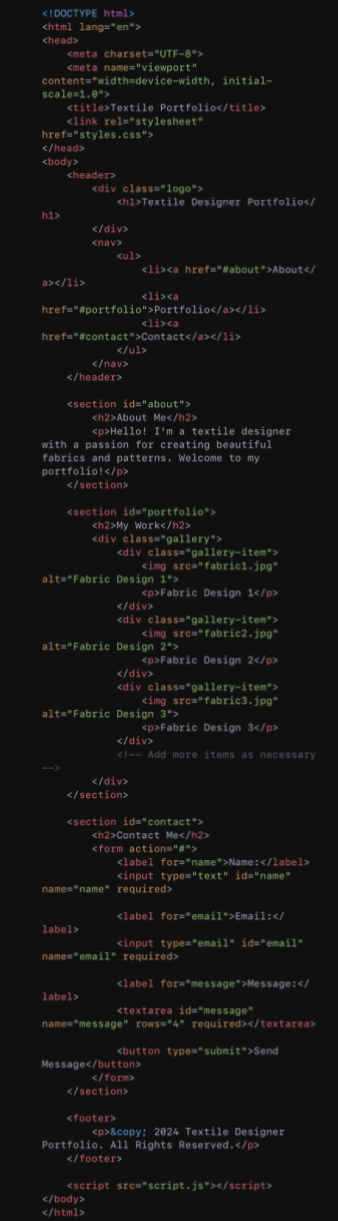 <!DOCTYPE html>
<html lang="en">
<head>
    <meta charset="UTF-8">
    <meta name="viewport"
content="width=device-width, initial-
scale=1.0">
    <title>Textile Portfolio</title>
    <link rel="stylesheet"
href="styles.css">
</head>
<body>
    <header>
        <div class="logo">
            <h1>Textile Designer Portfolio</
h1>
        </div>
        <nav>
            <ul>
                <li><a href="#about">About</
a></li>
                <li><a
href="#portfolio">Portfolio</a></li>
                <li><a
href="#contact">Contact</a></li>
            </ul>
        </nav>
    </header>

    <section id="about">
        <h2>About Me</h2>
        <p>Hello! I'm a textile designer
with a passion for creating beautiful
fabrics and patterns. Welcome to my
portfolio!</p>
    </section>

    <section id="portfolio">
        <h2>My Work</h2>
        <div class="gallery">
            <div class="gallery-item">
                <img src="fabric1.jpg"
alt="Fabric Design 1">
                <p>Fabric Design 1</p>
            </div>
            <div class="gallery-item">
                <img src="fabric2.jpg"
alt="Fabric Design 2">
                <p>Fabric Design 2</p>
            </div>
            <div class="gallery-item">
                <img src="fabric3.jpg"
alt="Fabric Design 3">
                <p>Fabric Design 3</p>
            </div>
            <!-- Add more items as necessary
-->
        </div>
    </section>

    <section id="contact">
        <h2>Contact Me</h2>
        <form action="#">
            <label for="name">Name:</label>
            <input type="text" id="name"
name="name" required>

            <label for="email">Email:</
label>
            <input type="email" id="email"
name="email" required>

            <label for="message">Message:</
label>
            <textarea id="message"
name="message" rows="4" required></textarea>

            <button type="submit">Send
Message</button>
        </form>
    </section>

    <footer>
        <p>&copy; 2024 Textile Designer
Portfolio. All Rights Reserved.</p>
    </footer>

    <script src="script.js"></script>
</body>
</html>